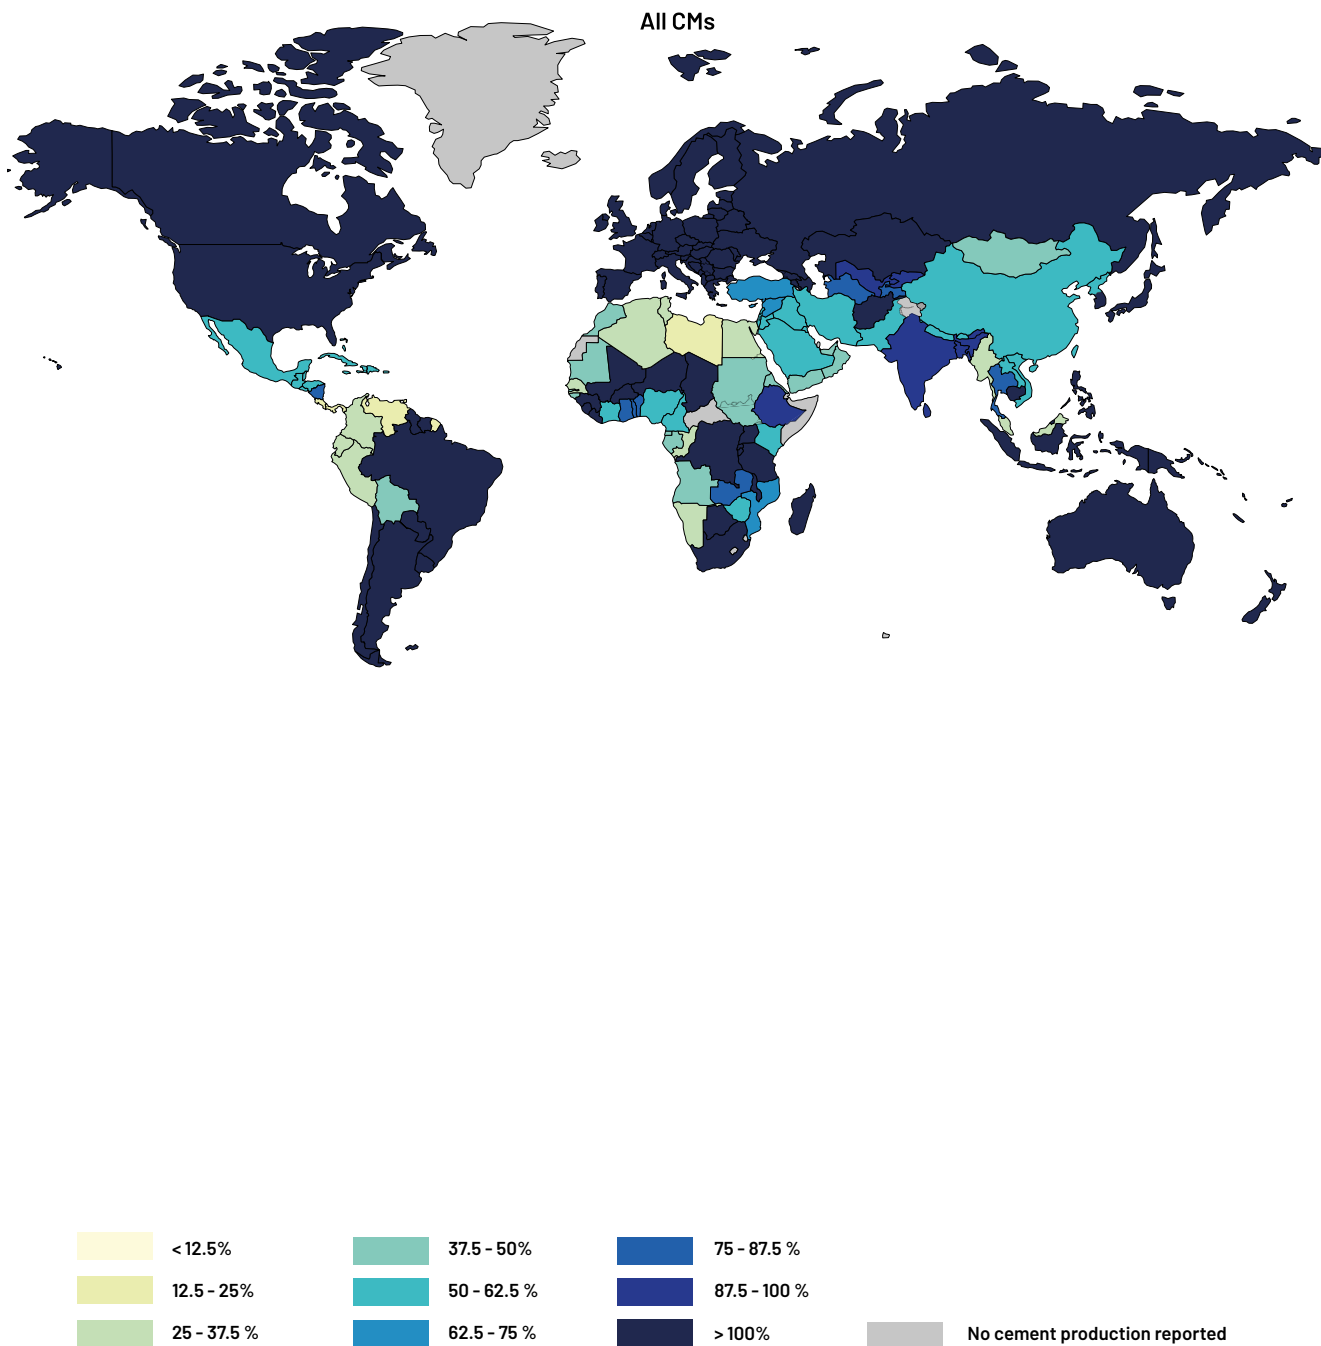 All CMs
< 12.5%
12.5 - 25%
25 - 37.5 %
37.5 - 50%
50 - 62.5 %
62.5 - 75 %
75 - 87.5 %
87.5 - 100 %
> 100%
No cement production reported